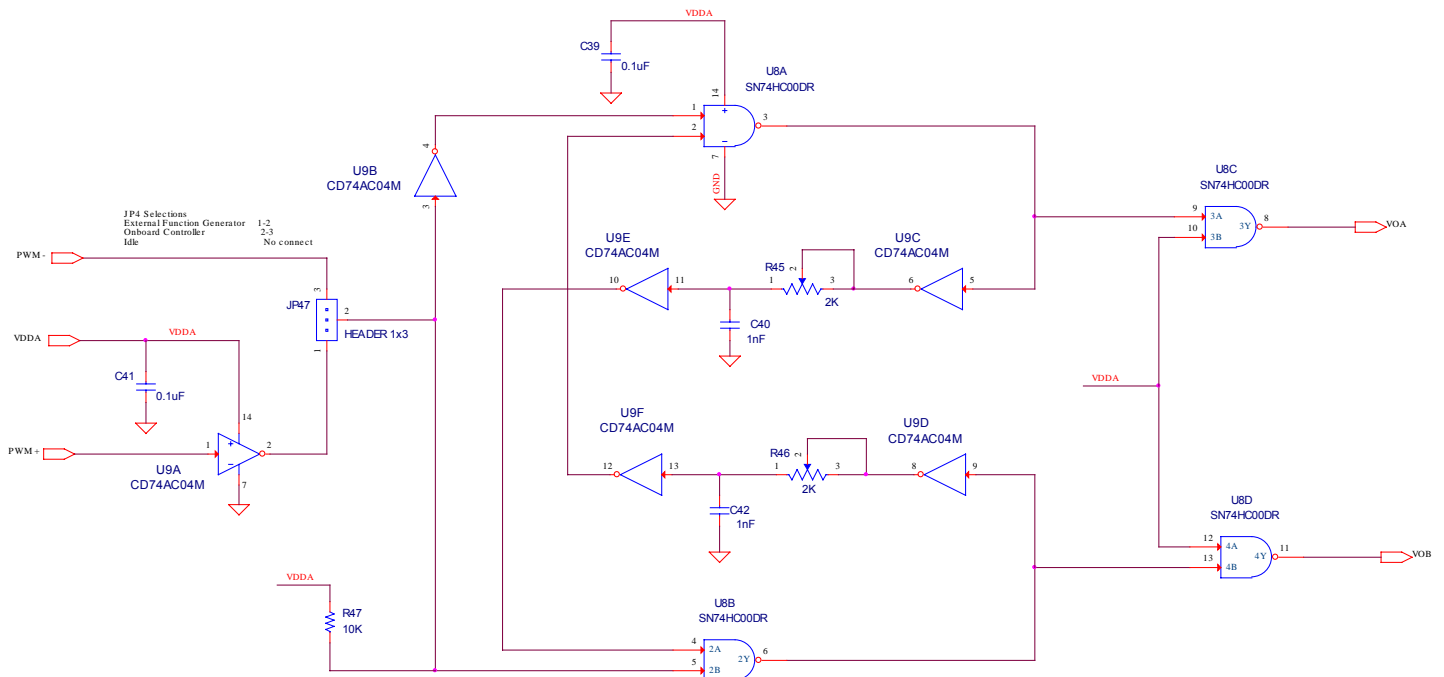 VDDA
C39
0.1uF
14
U8A
SN74HC00DR
1
+
2
3
−
7
GND
4
U9B
CD74AC04M
3
U8C
SN74HC00DR
9
3A
3Y
8
VOA
10
3B
JP4 Selections
External Function Generator 1-2
Onboard Controller 2-3
Idle No connect
PWM-
U9E
CD74AC04M
10
11
R45
1
2
3
2K
U9C
CD74AC04M
6
5
3
JP47
2
HEADER 1x3
1
C40
1nF
VDDA
VDDA
C41
0.1uF
14
VDDA
PWM+
1
+
−
2
U9A
CD74AC04M
7
U9F
CD74AC04M
12
13
R46
1
2
3
2K
U9D
CD74AC04M
8
9
C42
1nF
U8D
SN74HC00DR
12
4A
4Y
11
VOB
13
4B
VDDA
R47
10K
U8B
SN74HC00DR
4
2A
2Y
6
5
2B